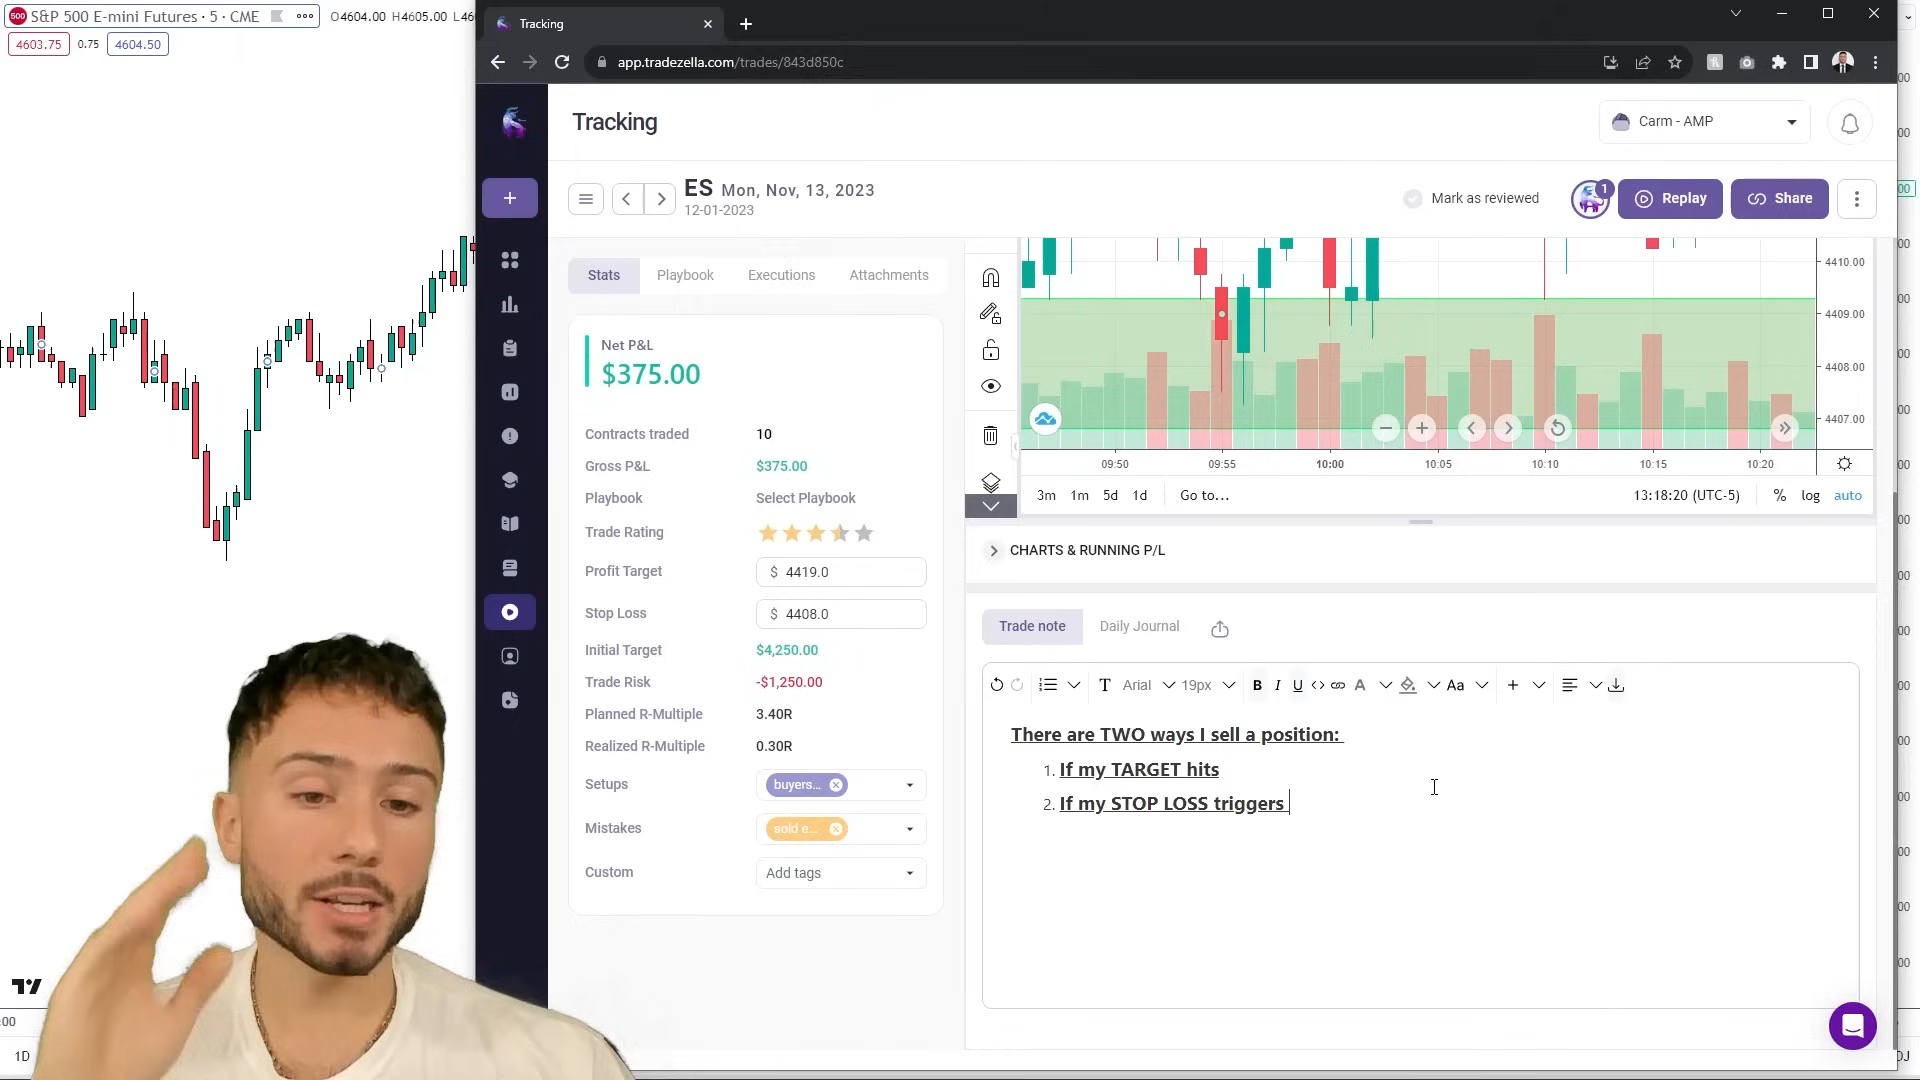 S&P 500 E-mini Futures · 5 · CME
O4604.00 H4605.00 L46
4603.75 0.75 4604.50
Tracking
app.tradezella.com/trades/843d850c
Tracking
Carm - AMP
ES Mon, Nov, 13, 2023
12-01-2023
Mark as reviewed
1
Replay
Share
Stats Playbook Executions Attachments
Net P&L
$375.00
Contracts traded 10
Gross P&L $375.00
Playbook Select Playbook
Trade Rating
Profit Target $ 4419.0
Stop Loss $ 4408.0
Initial Target $4,250.00
Trade Risk -$1,250.00
Planned R-Multiple 3.40R
Realized R-Multiple 0.30R
Setups buyers...
Mistakes sold e...
Custom Add tags
4410.00
4409.00
4408.00
4407.00
09:50 09:55 10:00 10:05 10:10 10:15 10:20
3m 1m 5d 1d Go to... 13:18:20 (UTC-5) % log auto
CHARTS & RUNNING P/L
Trade note Daily Journal
Arial 19px B I U A Aa
There are TWO ways I sell a position:
1. If my TARGET hits
2. If my STOP LOSS triggers
:00
1D